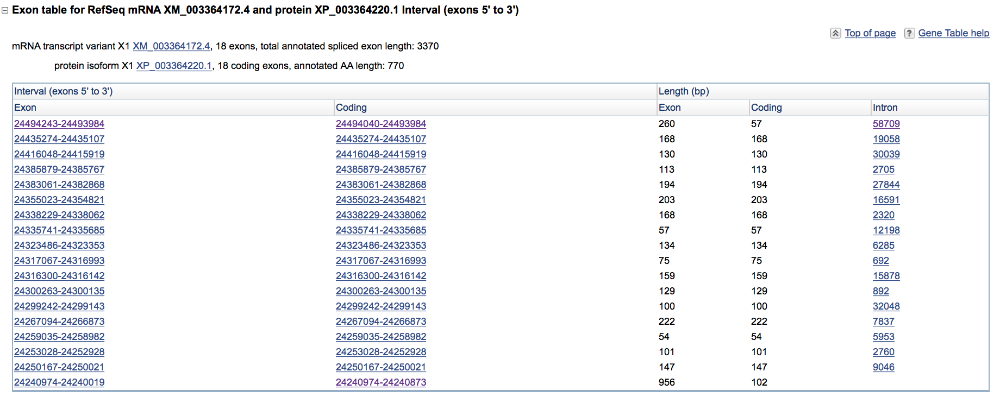 Exon table for RefSeq mRNA XM_003364172.4 and protein XP_003364220.1 Interval (exons 5' to 3')
Top of page ? Gene Table help
mRNA transcript variant X1 XM_003364172.4, 18 exons, total annotated spliced exon length: 3370
protein isoform X1 XP_003364220.1, 18 coding exons, annotated AA length: 770
Interval (exons 5' to 3') Length (bp)
Exon Coding Exon Coding Intron
24494243-24493984 24494040-24493984 260 57 58709
24435274-24435107 24435274-24435107 168 168 19058
24416048-24415919 24416048-24415919 130 130 30039
24385879-24385767 24385879-24385767 113 113 2705
24383061-24382868 24383061-24382868 194 194 27844
24355023-24354821 24355023-24354821 203 203 16591
24338229-24338062 24338229-24338062 168 168 2320
24335741-24335685 24335741-24335685 57 57 12198
24323486-24323353 24323486-24323353 134 134 6285
24317067-24316993 24317067-24316993 75 75 692
24316300-24316142 24316300-24316142 159 159 15878
24300263-24300135 24300263-24300135 129 129 892
24299242-24299143 24299242-24299143 100 100 32048
24267094-24266873 24267094-24266873 222 222 7837
24259035-24258982 24259035-24258982 54 54 5953
24253028-24252928 24253028-24252928 101 101 2760
24250167-24250021 24250167-24250021 147 147 9046
24240974-24240019 24240974-24240873 956 102